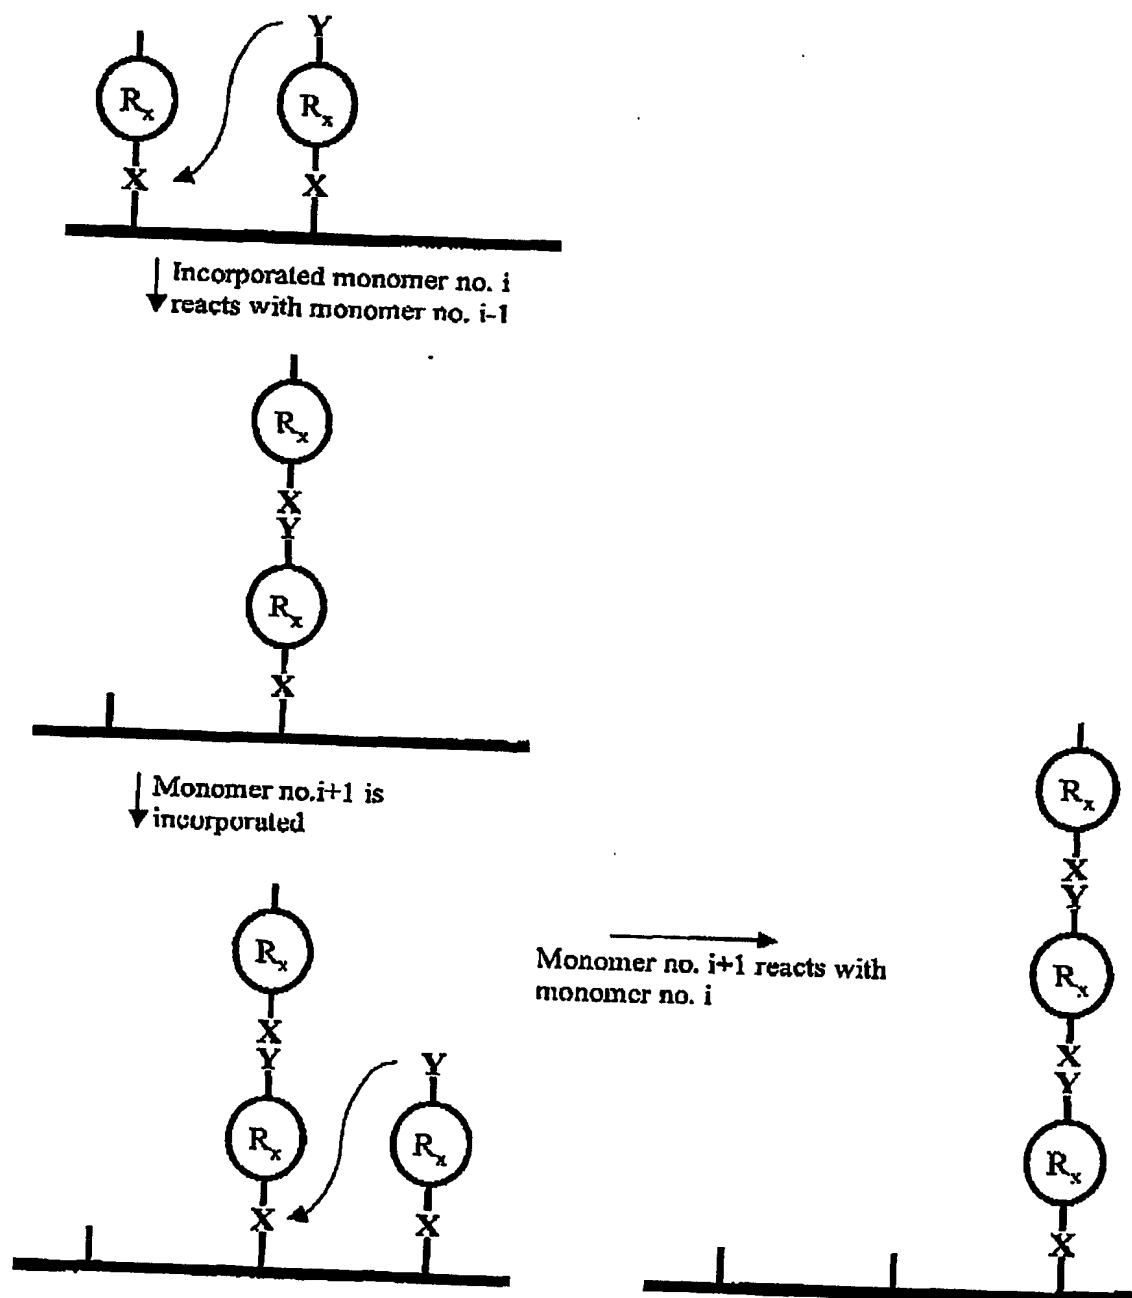 Y
Rx Rx
X X
Incorporated monomer no. i
reacts with monomer no. i-1
Rx
X
Y
Rx
X
Monomer no.i+1 is
incorporated
Rx
X
Y Y
Rx Rx
X X
Monomer no. i+1 reacts with
monomer no. i
Rx
X
Y
Rx
X
Y
Rx
X